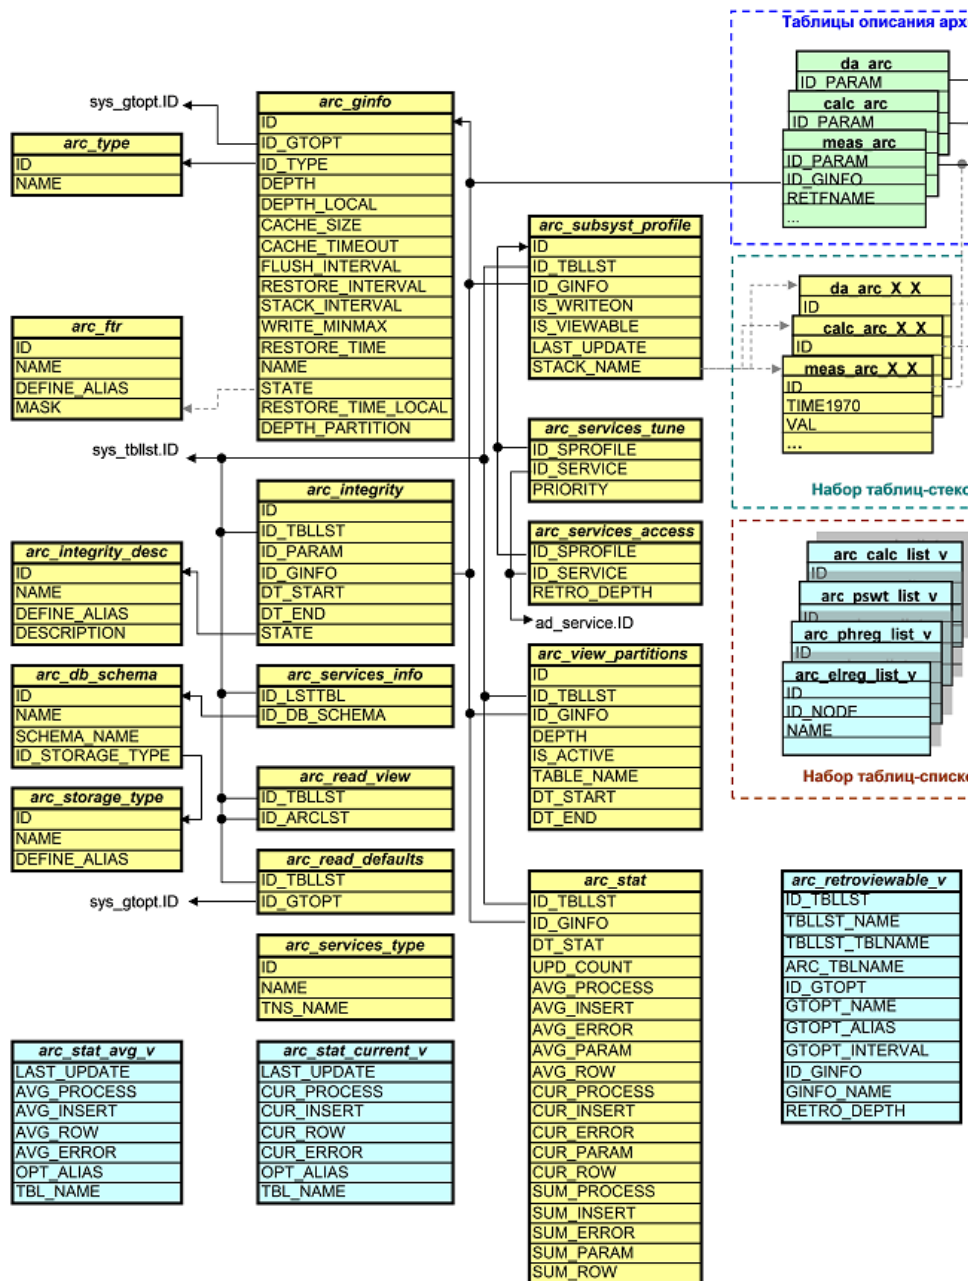 Таблицы описания арх
da_arc
ID_PARAM
calc_arc
ID_PARAM
meas_arc
ID_PARAM
ID_GINFO
RETFNAME
...
sys_gtopt.ID
arc_type
ID
NAME
arc_ginfo
ID
ID_GTOPT
ID_TYPE
DEPTH
DEPTH_LOCAL
CACHE_SIZE
CACHE_TIMEOUT
FLUSH_INTERVAL
RESTORE_INTERVAL
STACK_INTERVAL
WRITE_MINMAX
RESTORE_TIME
NAME
STATE
RESTORE_TIME_LOCAL
DEPTH_PARTITION
arc_subsyst_profile
ID
ID_TBLLST
ID_GINFO
IS_WRITEON
IS_VIEWABLE
LAST_UPDATE
STACK_NAME
da_arc_X_X
ID
calc_arc_X_X
ID
meas_arc_X_X
ID
TIME1970
VAL
...
Набор таблиц-стекс
arc_ftr
ID
NAME
DEFINE_ALIAS
MASK
sys_tbllst.ID
arc_services_tune
ID_SPROFILE
ID_SERVICE
PRIORITY
arc_integrity
ID
ID_TBLLST
ID_PARAM
ID_GINFO
DT_START
DT_END
STATE
arc_services_access
ID_SPROFILE
ID_SERVICE
RETRO_DEPTH
ad_service.ID
arc_integrity_desc
ID
NAME
DEFINE_ALIAS
DESCRIPTION
arc_calc_list_v
ID
arc_pswt_list_v
ID
arc_phreg_list_v
ID
arc_elreg_list_v
ID
ID_NODE
NAME
Набор таблиц-списко
arc_db_schema
ID
NAME
SCHEMA_NAME
ID_STORAGE_TYPE
arc_services_info
ID_LSTTBL
ID_DB_SCHEMA
arc_view_partitions
ID
ID_TBLLST
ID_GINFO
DEPTH
IS_ACTIVE
TABLE_NAME
DT_START
DT_END
arc_storage_type
ID
NAME
DEFINE_ALIAS
arc_read_view
ID_TBLLST
ID_ARCLST
arc_read_defaults
ID_TBLLST
ID_GTOPT
sys_gtopt.ID
arc_services_type
ID
NAME
TNS_NAME
arc_stat
ID_TBLLST
ID_GINFO
DT_STAT
UPD_COUNT
AVG_PROCESS
AVG_INSERT
AVG_ERROR
AVG_PARAM
AVG_ROW
CUR_PROCESS
CUR_INSERT
CUR_ERROR
CUR_PARAM
CUR_ROW
SUM_PROCESS
SUM_INSERT
SUM_ERROR
SUM_PARAM
SUM_ROW
arc_retroviewable_v
ID_TBLLST
TBLLST_NAME
TBLLST_TBLNAME
ARC_TBLNAME
ID_GTOPT
GTOPT_NAME
GTOPT_ALIAS
GTOPT_INTERVAL
ID_GINFO
GINFO_NAME
RETRO_DEPTH
arc_stat_avg_v
LAST_UPDATE
AVG_PROCESS
AVG_INSERT
AVG_ROW
AVG_ERROR
OPT_ALIAS
TBL_NAME
arc_stat_current_v
LAST_UPDATE
CUR_PROCESS
CUR_INSERT
CUR_ROW
CUR_ERROR
OPT_ALIAS
TBL_NAME